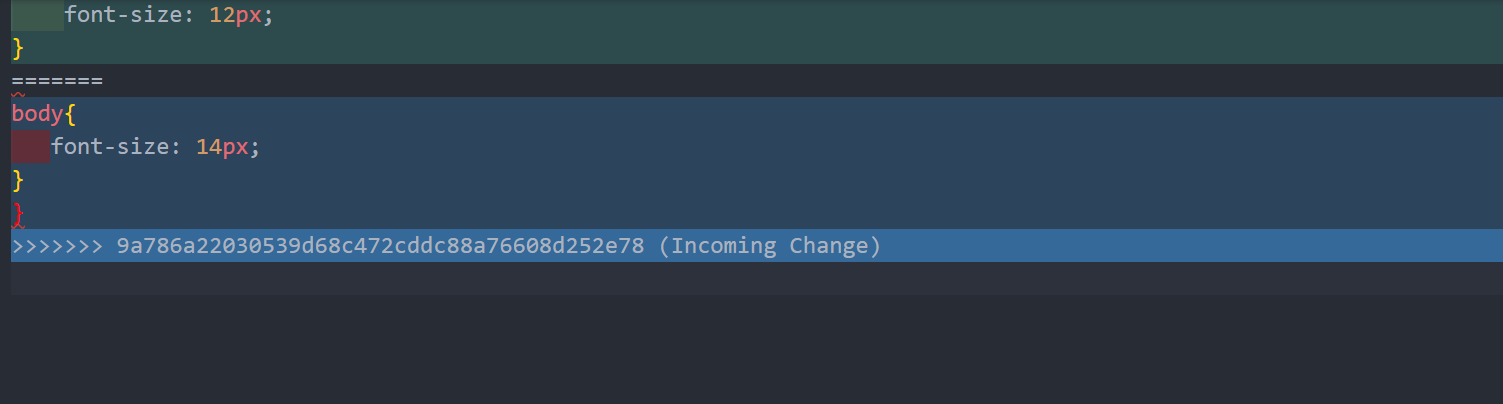 font-size: 12px;
}
=======
body{
font-size: 14px;
}
}
>>>>>>> 9a786a22030539d68c472cddc88a76608d252e78 (Incoming Change)